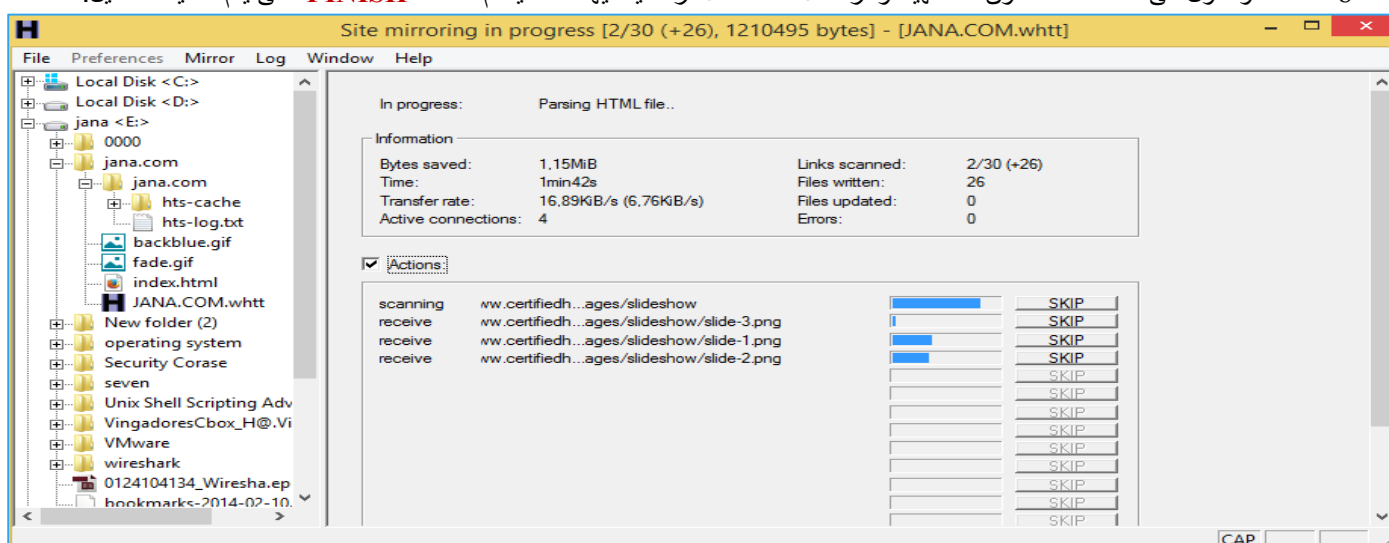 FINISH
Site mirroring in progress [2/30 (+26), 1210495 bytes] - [JANA.COM.whtt]
File Preferences Mirror Log Window Help
Local Disk <C:>
Local Disk <D:>
jana <E:>
0000
jana.com
jana.com
hts-cache
hts-log.txt
backblue.gif
fade.gif
index.html
JANA.COM.whtt
New folder (2)
operating system
Security Corase
seven
Unix Shell Scripting Adv
VingadoresCbox_H@.Vi
VMware
wireshark
0124104134_Wiresha.ep
bookmarks-2014-02-10.
In progress: Parsing HTML file..
Information
Bytes saved: 1,15MiB Links scanned: 2/30 (+26)
Time: 1min42s Files written: 26
Transfer rate: 16,89KiB/s (6,76KiB/s) Files updated: 0
Active connections: 4 Errors: 0
Actions:
scanning ww.certifiedh...ages/slideshow SKIP
receive ww.certifiedh...ages/slideshow/slide-3.png SKIP
receive ww.certifiedh...ages/slideshow/slide-1.png SKIP
receive ww.certifiedh...ages/slideshow/slide-2.png SKIP
SKIP
SKIP
SKIP
SKIP
SKIP
SKIP
SKIP
SKIP
SKIP
CAP